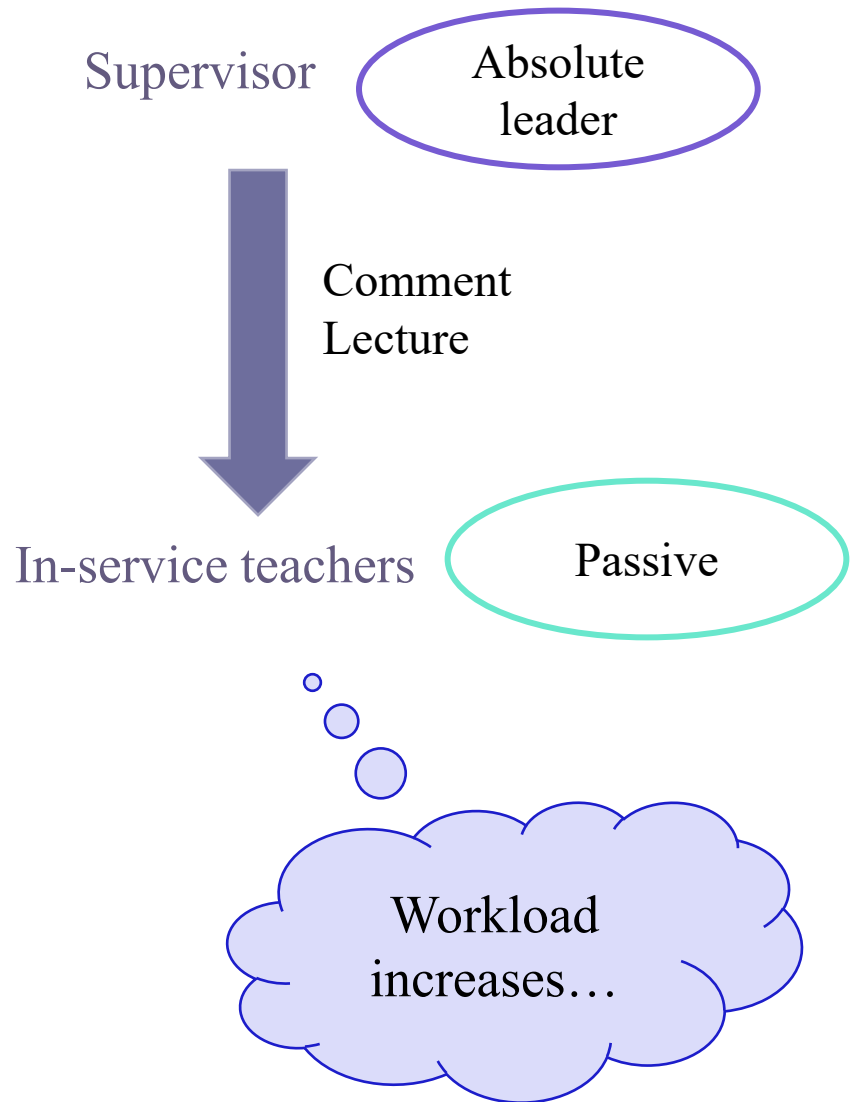 Supervisor
Absolute
leader
Comment
Lecture
In-service teachers
Passive
Workload
increases…